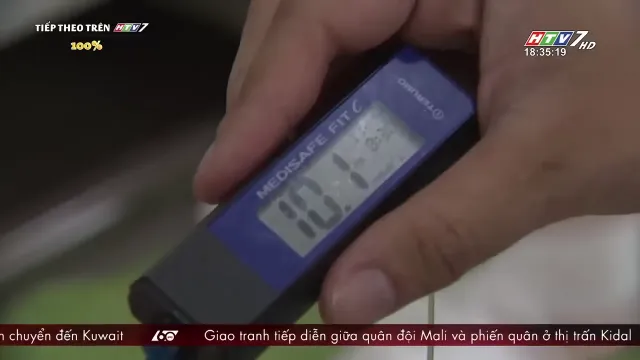 TIẾP THEO TRÊN HTV7
100%
HTV7 HD
18:35:19
TERUMO
MEDISAFE FIT C
10.1
n chuyển đến Kuwait
60
Giao tranh tiếp diễn giữa quân đội Mali và phiến quân ở thị trấn Kidal